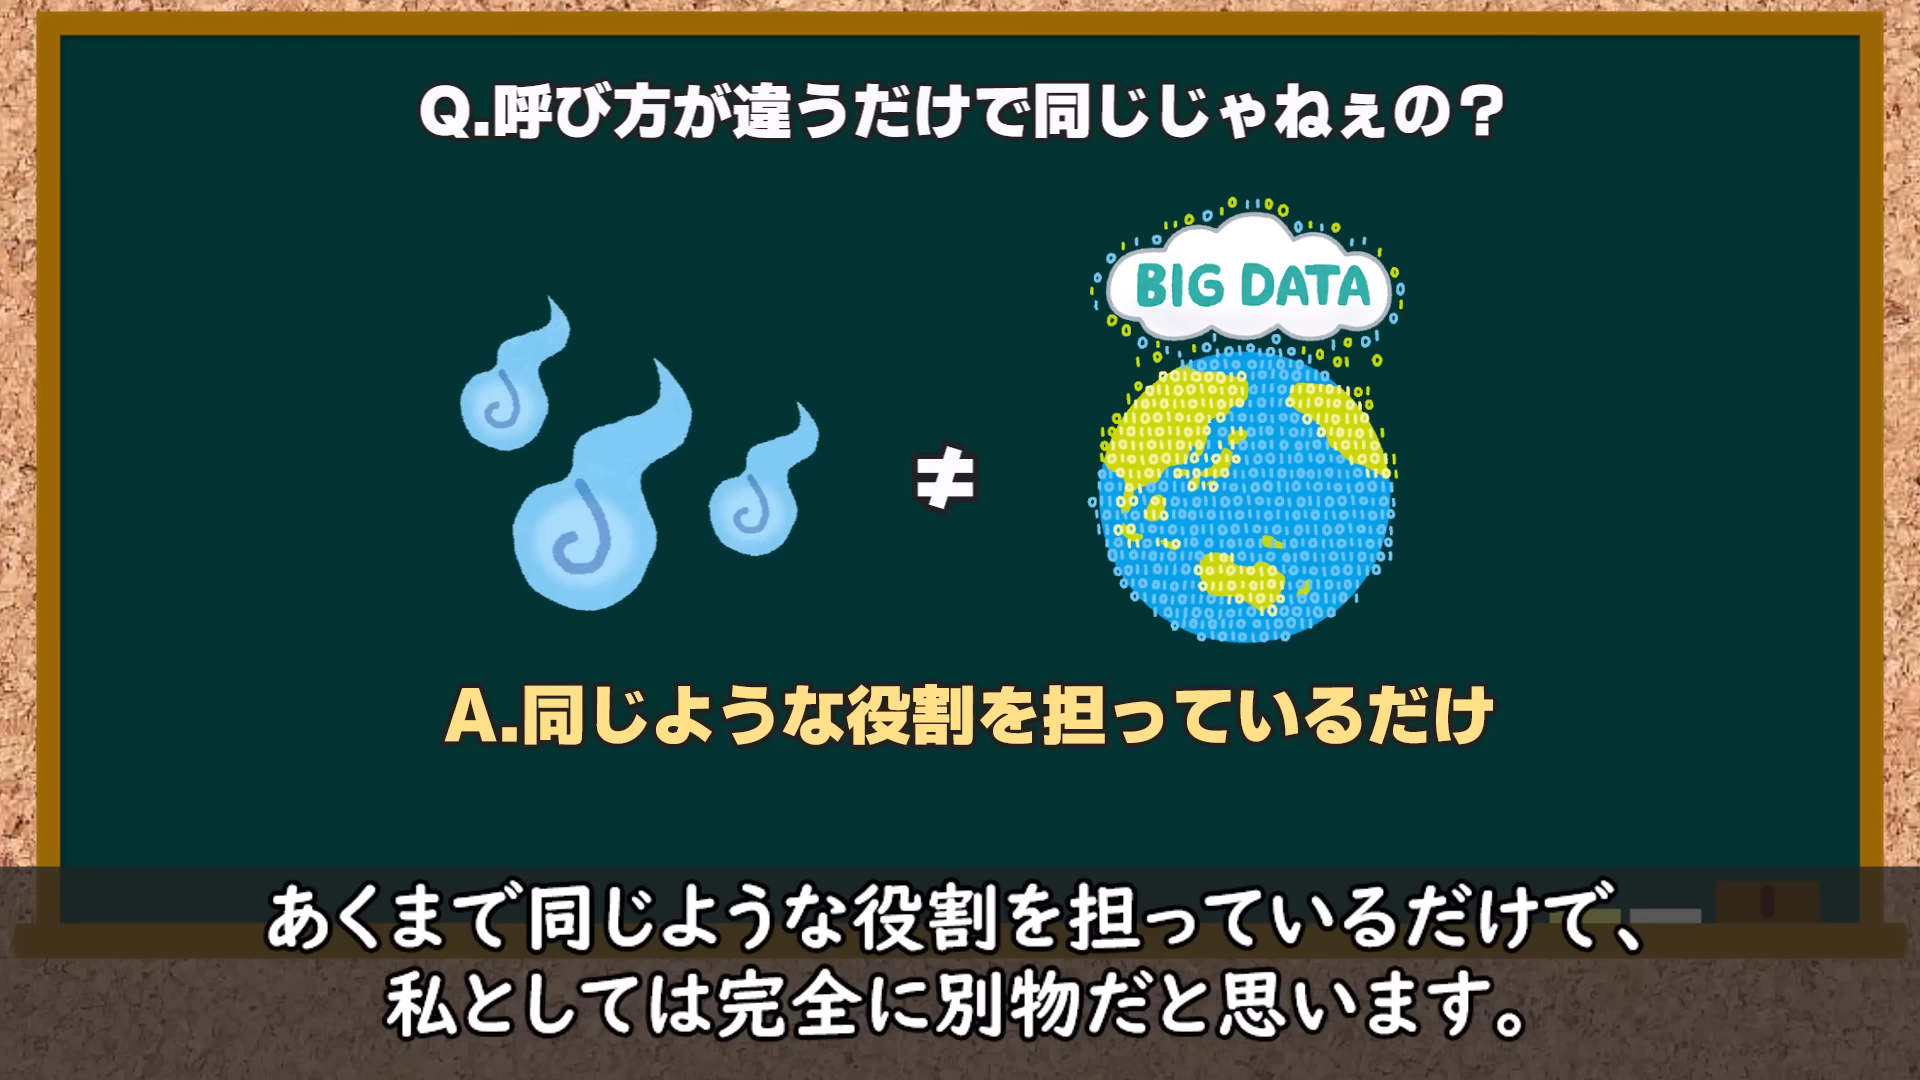 Q.呼び方が違うだけで同じじゃねぇの？
BIG DATA
≠
A.同じような役割を担っているだけ
あくまで同じような役割を担っているだけで、
私としては完全に別物だと思います。